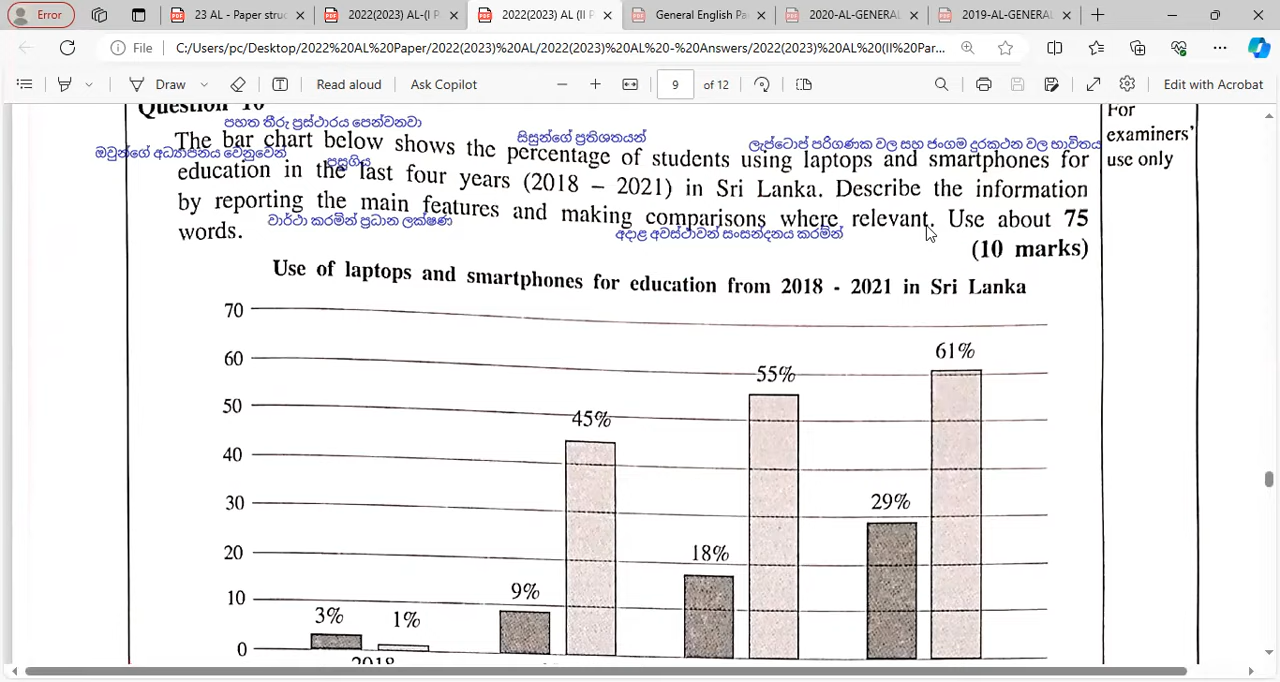 Error
23 AL - Paper struc
2022(2023) AL-(I P
2022(2023) AL (II P
General English Pa
2020-AL-GENERAL
2019-AL-GENERAL
File
C:/Users/pc/Desktop/2022%20AL%20Paper/2022(2023)%20AL/2022(2023)%20AL%20-%20Answers/2022(2023)%20AL%20(II%20Par...
Draw
Read aloud
Ask Copilot
9
of 12
Edit with Acrobat
Question 10
පහත තීරු ප්‍රස්ථාරය පෙන්වනවා
සිසුන්ගේ ප්‍රතිශතයන්
ලැප්ටොප් පරිගණක වල සහ ජංගම දුරකථන වල භාවිතය
The bar chart below shows the percentage of students using laptops and smartphones for
ඔවුන්ගේ අධ්‍යාපනය වෙනුවෙන්
පසුගිය
education in the last four years (2018 – 2021) in Sri Lanka. Describe the information
by reporting the main features and making comparisons where relevant. Use about 75
වාර්ථා කරමින් ප්‍රධාන ලක්ෂණ
අදාළ අවස්ථාවන් සංසන්දනය කරමින්
words.
(10 marks)
For
examiners'
use only
Use of laptops and smartphones for education from 2018 - 2021 in Sri Lanka
70
60
50
40
30
20
10
0
3%
1%
9%
45%
18%
55%
29%
61%
2018